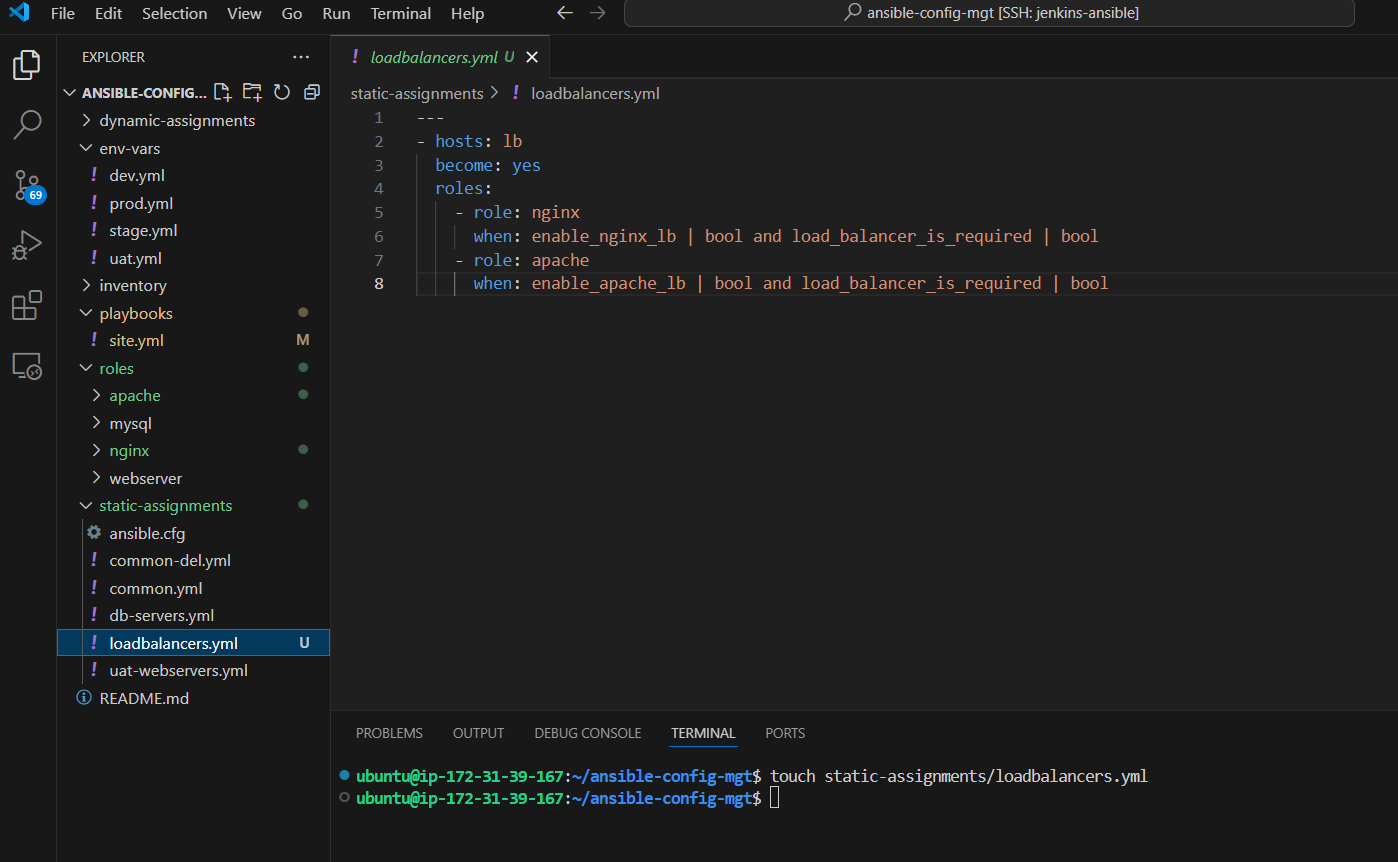 File Edit Selection View Go Run Terminal Help
ansible-config-mgt [SSH: jenkins-ansible]
EXPLORER
ANSIBLE-CONFIG...
dynamic-assignments
env-vars
! dev.yml
! prod.yml
! stage.yml
! uat.yml
inventory
playbooks
! site.yml M
roles
apache
mysql
nginx
webserver
static-assignments
ansible.cfg
! common-del.yml
! common.yml
! db-servers.yml
! loadbalancers.yml U
! uat-webservers.yml
README.md
69
! loadbalancers.yml U
static-assignments > ! loadbalancers.yml
1 ---
2 - hosts: lb
3 become: yes
4 roles:
5 - role: nginx
6 when: enable_nginx_lb | bool and load_balancer_is_required | bool
7 - role: apache
8 when: enable_apache_lb | bool and load_balancer_is_required | bool
PROBLEMS OUTPUT DEBUG CONSOLE TERMINAL PORTS
ubuntu@ip-172-31-39-167:~/ansible-config-mgt$ touch static-assignments/loadbalancers.yml
ubuntu@ip-172-31-39-167:~/ansible-config-mgt$